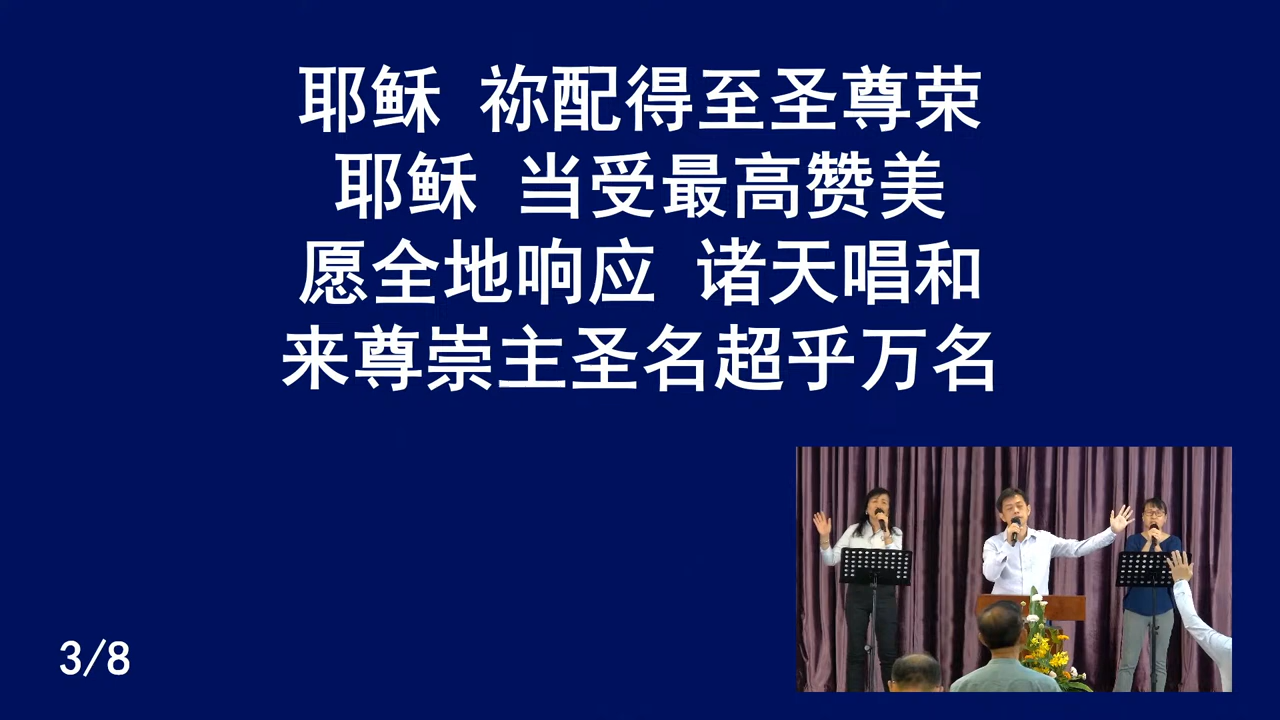 耶稣 祢配得至圣尊荣
耶稣 当受最高赞美
愿全地响应 诸天唱和
来尊崇主圣名超乎万名
3/8